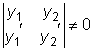 |y₁, y₂,| ≠ 0
|y₁′ y₂′|